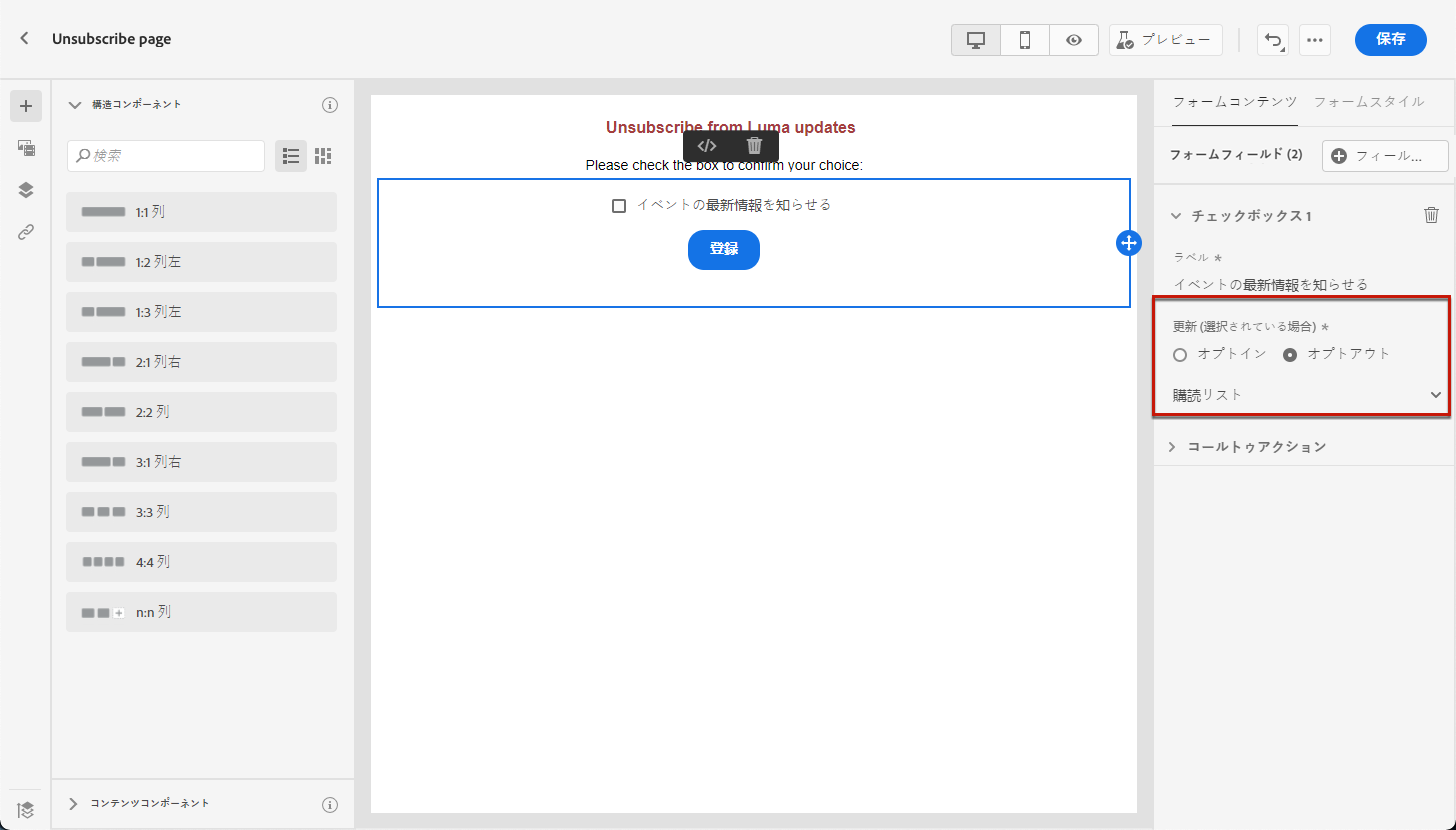 Unsubscribe page
プレビュー
保存
構造コンポーネント
検索
1:1 列
1:2 列左
1:3 列左
2:1 列右
2:2 列
3:1 列右
3:3 列
4:4 列
n:n 列
コンテンツコンポーネント
Unsubscribe from Luma updates
Please check the box to confirm your choice:
イベントの最新情報を知らせる
登録
フォームコンテンツ フォームスタイル
フォームフィールド (2) フィール...
チェックボックス 1
ラベル *
イベントの最新情報を知らせる
更新 (選択されている場合) *
オプトイン オプトアウト
購読リスト
コールトゥアクション